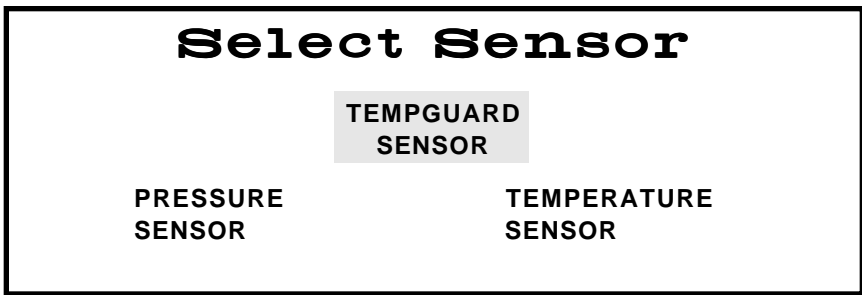 Select Sensor
TEMPGUARD
SENSOR
PRESSURE
SENSOR
TEMPERATURE
SENSOR